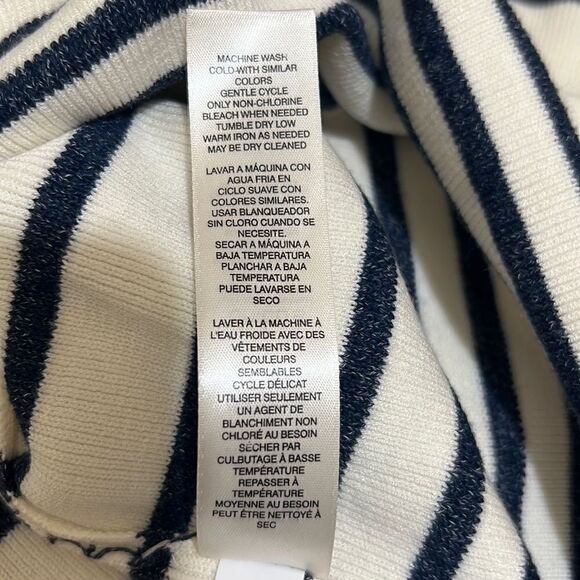 MACHINE WASH
COLD-WITH SIMILAR
COLORS
GENTLE CYCLE
ONLY NON-CHLORINE
BLEACH WHEN NEEDED
TUMBLE DRY LOW
WARM IRON AS NEEDED
MAY BE DRY CLEANED
LAVAR A MÁQUINA CON
AGUA FRIA EN
CICLO SUAVE CON
COLORES SIMILARES.
USAR BLANQUEADOR
SIN CLORO CUANDO SE
NECESITE.
SECAR A MÁQUINA A
BAJA TEMPERATURA
PLANCHAR A BAJA
TEMPERATURA
PUEDE LAVARSE EN
SECO
LAVER À LA MACHINE À
L'EAU FROIDE AVEC DES
VÊTEMENTS DE
COULEURS
SEMBLABLES
CYCLE DÉLICAT
UTILISER SEULEMENT
UN AGENT DE
BLANCHIMENT NON
CHLORÉ AU BESOIN
SÉCHER PAR
CULBUTAGE À BASSE
TEMPÉRATURE
REPASSER À
TEMPÉRATURE
MOYENNE AU BESOIN
PEUT ÊTRE NETTOYÉ À
SEC